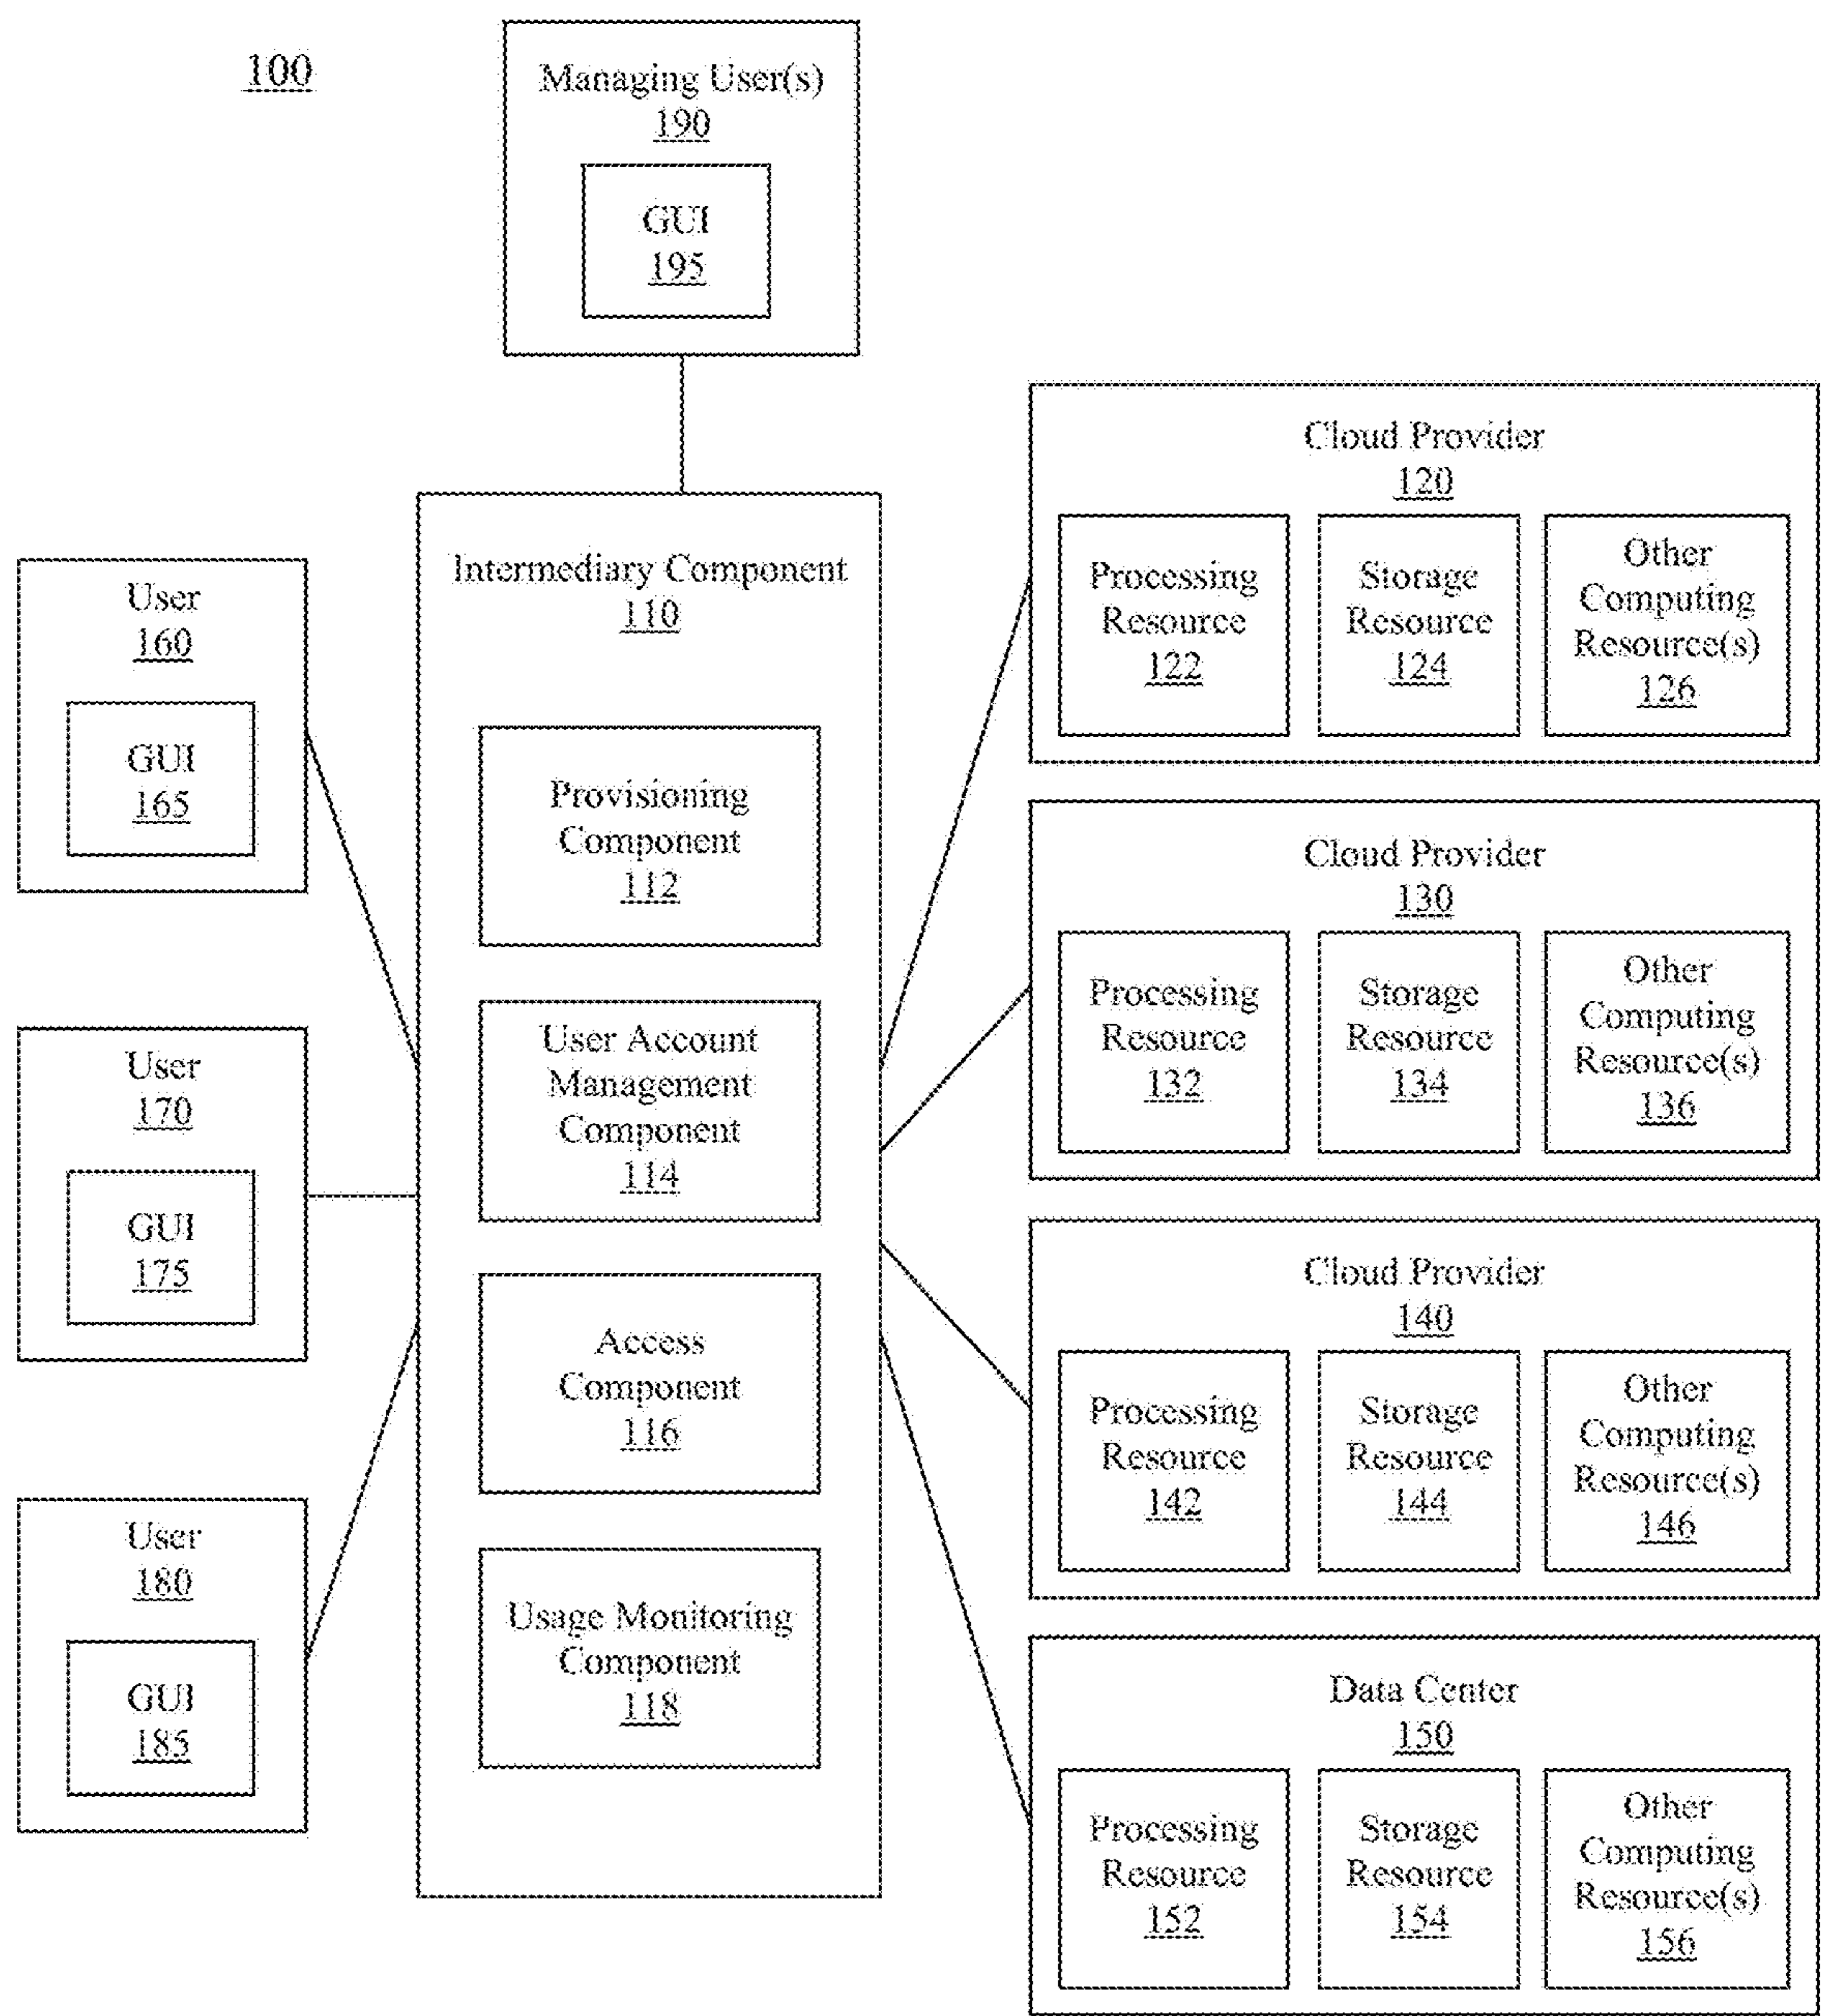 100
Managing User(s)
190
GUI
195
User
160
GUI
165
User
170
GUI
175
User
180
GUI
185
Intermediary Component
110
Provisioning
Component
112
User Account
Management
Component
114
Access
Component
116
Usage Monitoring
Component
118
Cloud Provider
120
Processing
Resource
122
Storage
Resource
124
Other
Computing
Resource(s)
126
Cloud Provider
130
Processing
Resource
132
Storage
Resource
134
Other
Computing
Resource(s)
136
Cloud Provider
140
Processing
Resource
142
Storage
Resource
144
Other
Computing
Resource(s)
146
Data Center
150
Processing
Resource
152
Storage
Resource
154
Other
Computing
Resource(s)
156